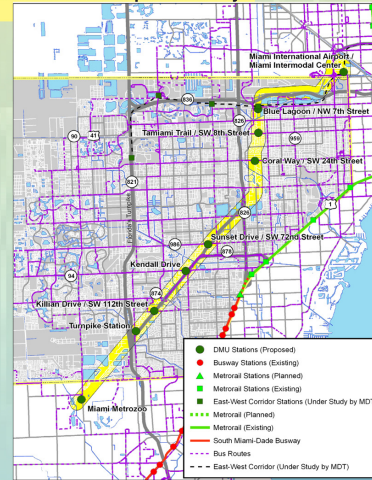 Miami International Airport /
Miami Intermodal Center
836
Blue Lagoon / NW 7th Street
826
90
41
Tamiami Trail / SW 8th Street
959
Coral Way / SW 24th Street
821
Florida Turnpike
826
1
Sunset Drive / SW 72nd Street
986
878
Kendall Drive
94
874
Killian Drive / SW 112th Street
Turnpike Station
Miami Metrozoo
DMU Stations (Proposed)
Busway Stations (Existing)
Metrorail Stations (Planned)
Metrorail Stations (Existing)
East-West Corridor Stations (Under Study by MDT
Metrorail (Planned)
Metrorail (Existing)
South Miami-Dade Busway
Bus Routes
East-West Corridor (Under Study by MDT)